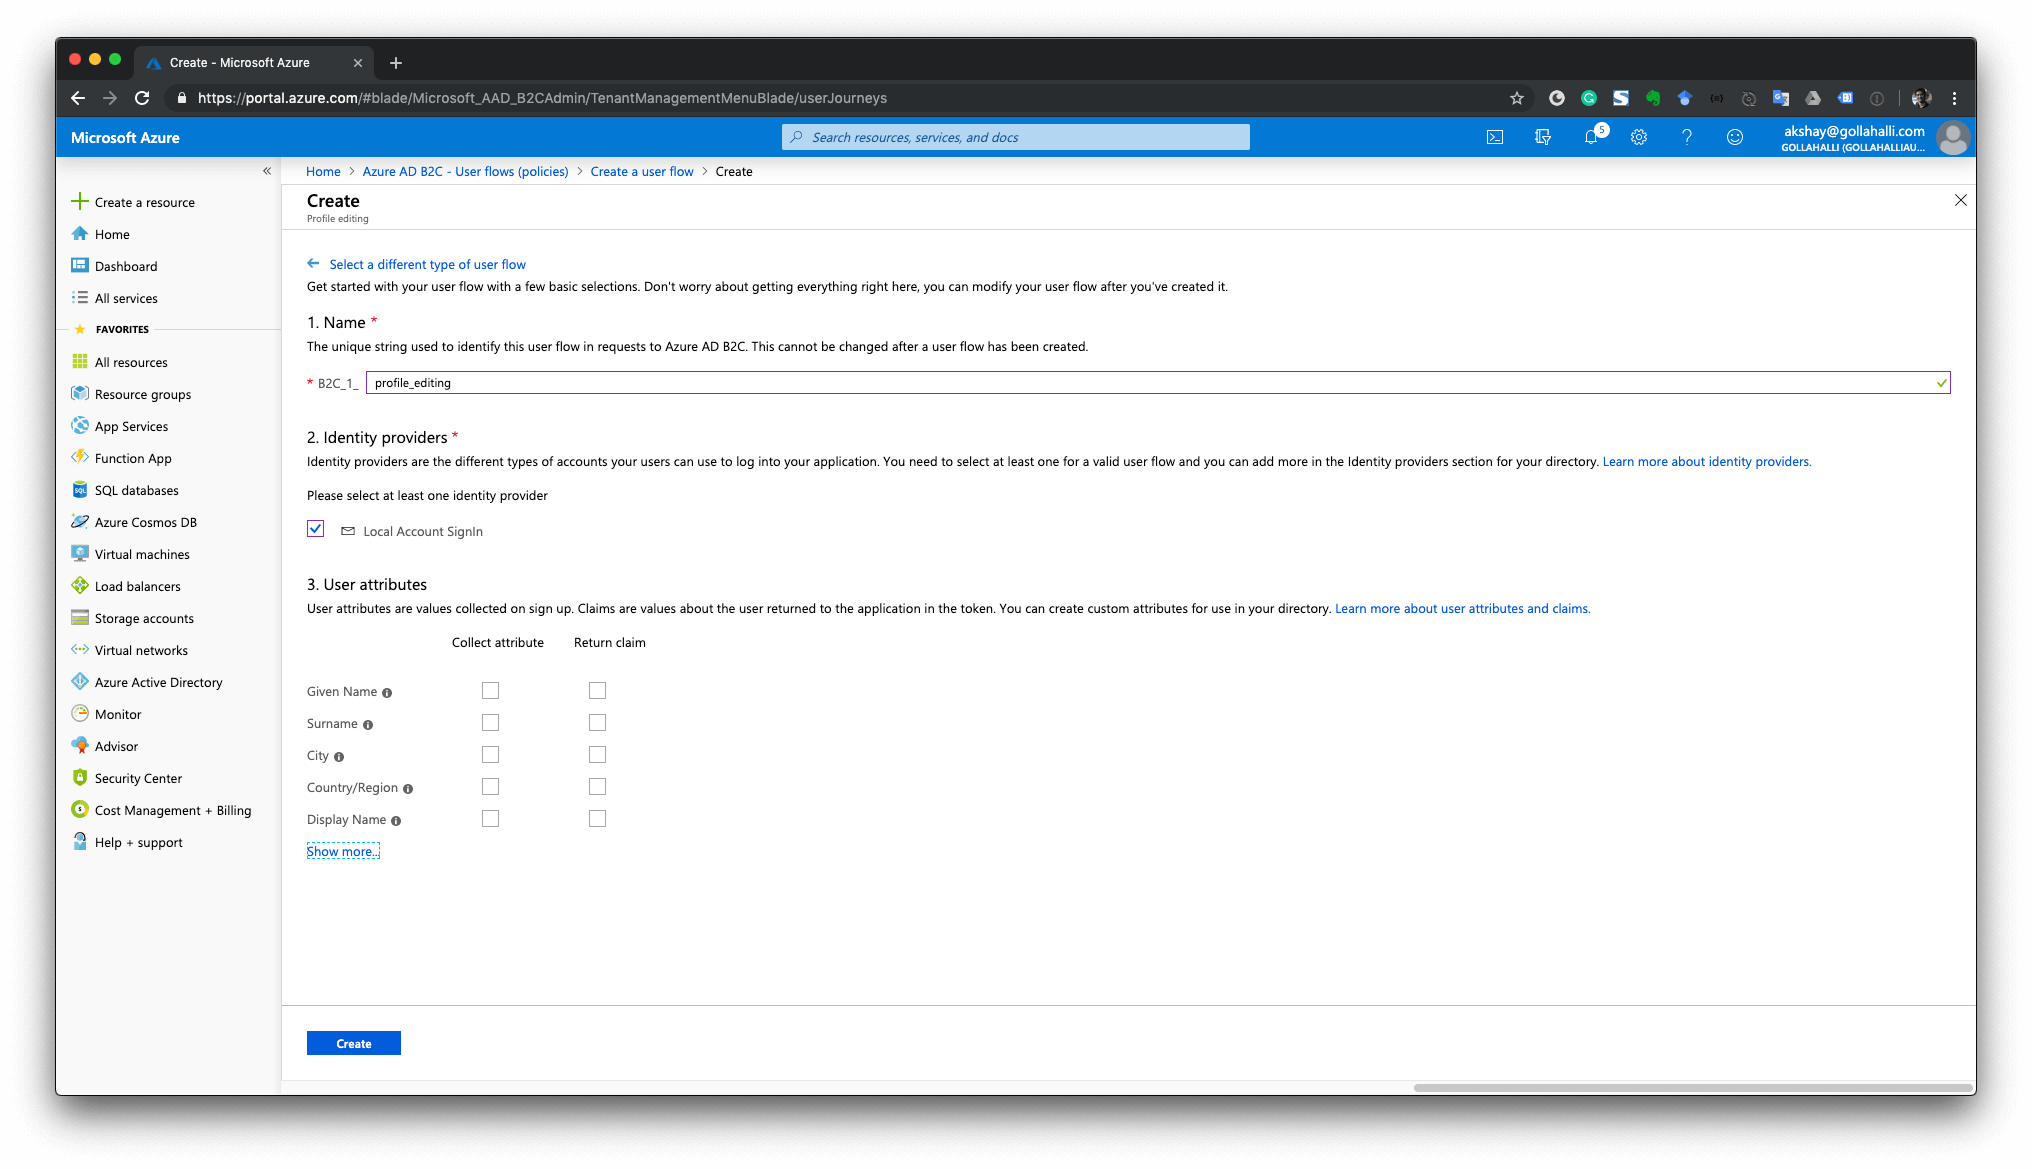 Create - Microsoft Azure
https://portal.azure.com/#blade/Microsoft_AAD_B2CAdmin/TenantManagementMenuBlade/userJourneys
Microsoft Azure
Search resources, services, and docs
5
akshay@gollahalli.com
GOLLAHALLI (GOLLAHALLIAU...
Create a resource
Home
Dashboard
All services
FAVORITES
All resources
Resource groups
App Services
Function App
SQL databases
Azure Cosmos DB
Virtual machines
Load balancers
Storage accounts
Virtual networks
Azure Active Directory
Monitor
Advisor
Security Center
Cost Management + Billing
Help + support
Home > Azure AD B2C - User flows (policies) > Create a user flow > Create
Create
Profile editing
Select a different type of user flow
Get started with your user flow with a few basic selections. Don't worry about getting everything right here, you can modify your user flow after you've created it.
1. Name *
The unique string used to identify this user flow in requests to Azure AD B2C. This cannot be changed after a user flow has been created.
* B2C_1_ profile_editing
2. Identity providers *
Identity providers are the different types of accounts your users can use to log into your application. You need to select at least one for a valid user flow and you can add more in the Identity providers section for your directory. Learn more about identity providers.
Please select at least one identity provider
Local Account SignIn
3. User attributes
User attributes are values collected on sign up. Claims are values about the user returned to the application in the token. You can create custom attributes for use in your directory. Learn more about user attributes and claims.
Collect attribute Return claim
Given Name
Surname
City
Country/Region
Display Name
Show more...
Create